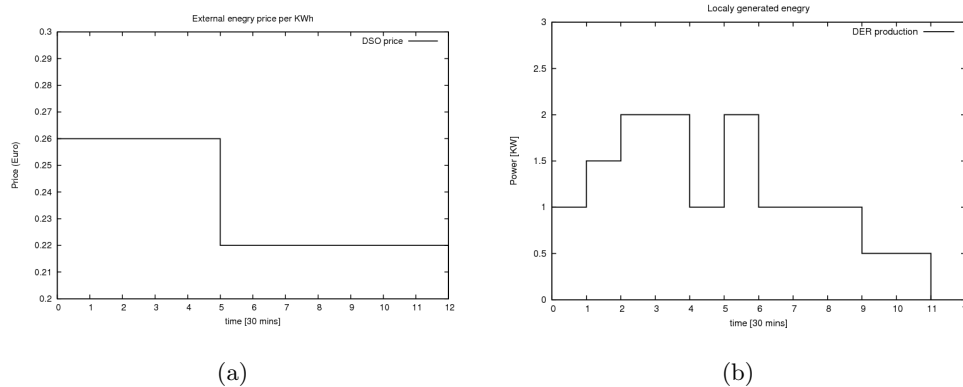 External enegry price per KWh
DSO price
Price (Euro)
0.3
0.29
0.28
0.27
0.26
0.25
0.24
0.23
0.22
0.21
0.2
0 1 2 3 4 5 6 7 8 9 10 11 12
time [30 mins]
(a)
Localy generated enegry
DER production
Power [KW]
3
2.5
2
1.5
1
0.5
0
0 1 2 3 4 5 6 7 8 9 10 11
time [30 mins]
(b)